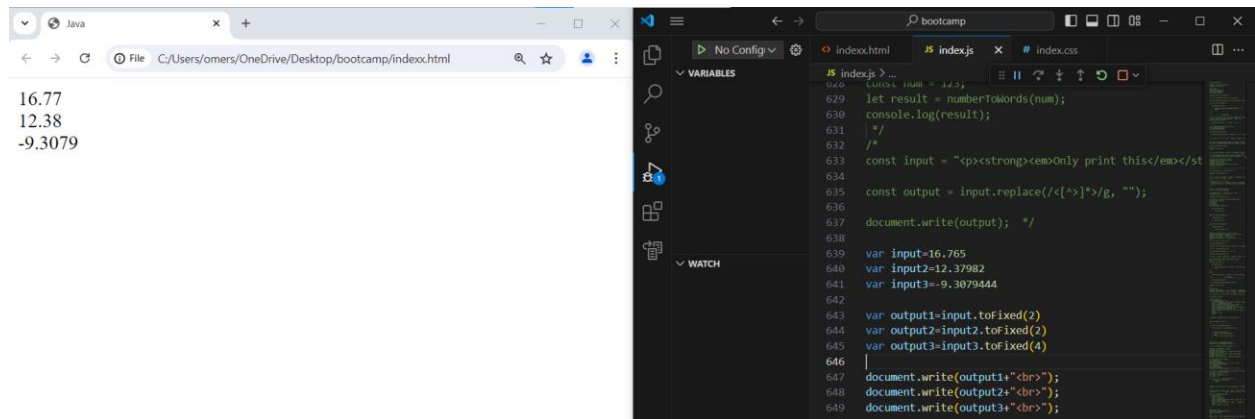 Java
File C:/Users/omers/OneDrive/Desktop/bootcamp/indexx.html
16.77
12.38
-9.3079
bootcamp
No Config
indexx.html JS index.js # index.css
VARIABLES
WATCH
JS index.js > ...
628 const num = 123;
629 let result = numberToWords(num);
630 console.log(result);
631 */
632 /*
633 const input = "<p><strong><em>Only print this</em></st
634
635 const output = input.replace(/<[^>]*>/g, "");
636
637 document.write(output); */
638
639 var input=16.765
640 var input2=12.37982
641 var input3=-9.3079444
642
643 var output1=input.toFixed(2)
644 var output2=input2.toFixed(2)
645 var output3=input3.toFixed(4)
646
647 document.write(output1+"<br>");
648 document.write(output2+"<br>");
649 document.write(output3+"<br>");
1